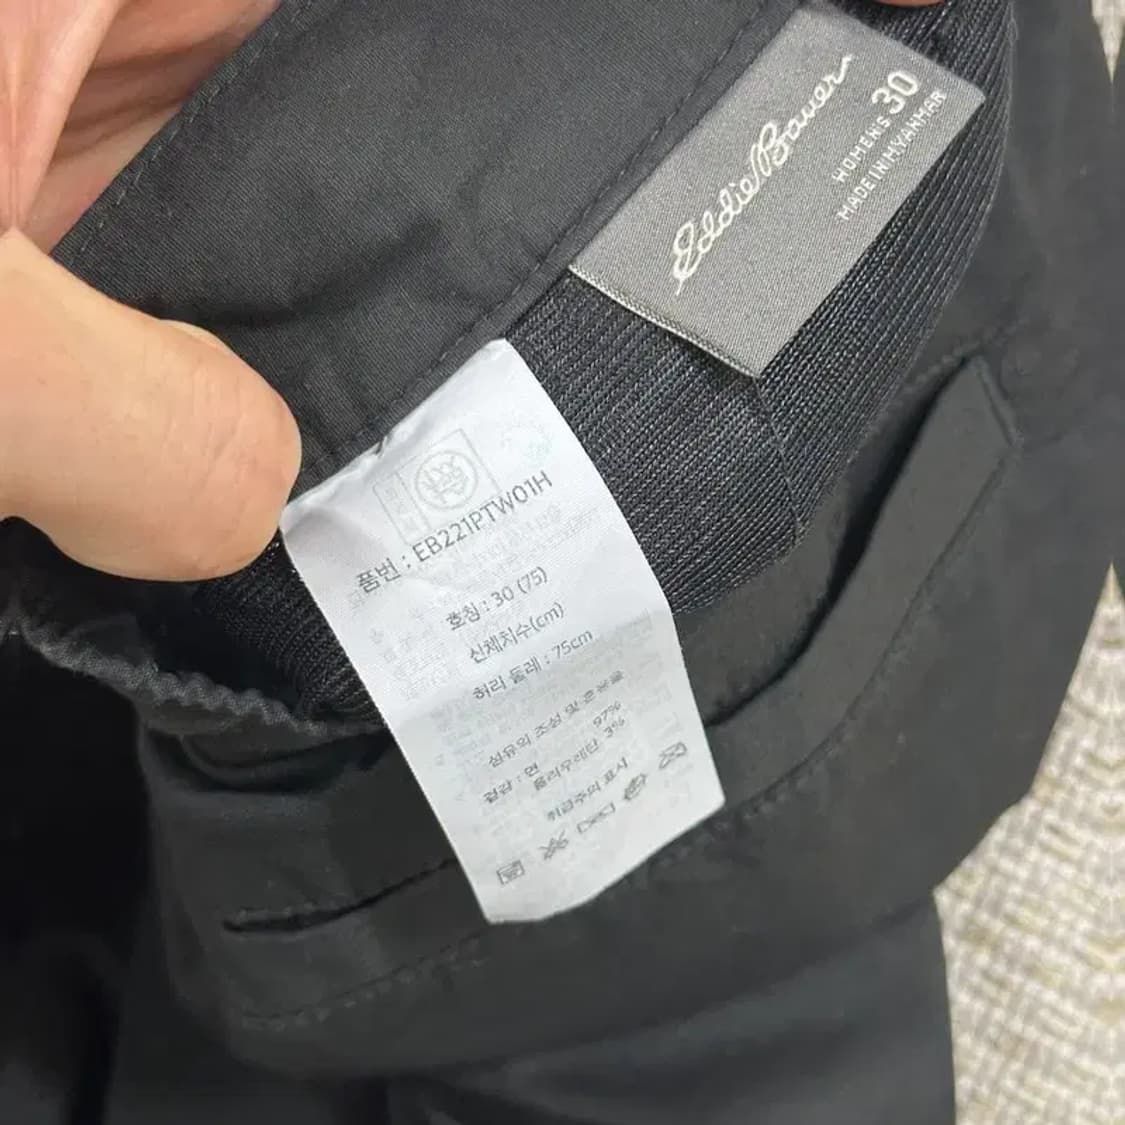 Eddie Bauer
WOMENS 30
MADE IN MYANMAR
품번 : EB221PTW01H
호칭 : 30 (75)
신체치수(cm)
허리 둘레 : 75cm
섬유의 조성 및 혼용률
겉감 : 면 97%
폴리우레탄 3%
취급주의 표시